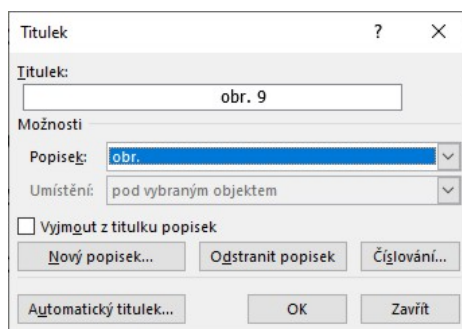 Titulek
?
Titulek:
obr. 9
Možnosti
Popisek: obr.
Umístění: pod vybraným objektem
Vyjmout z titulku popisek
Nový popisek... Odstranit popisek Číslování...
Automatický titulek... OK Zavřít